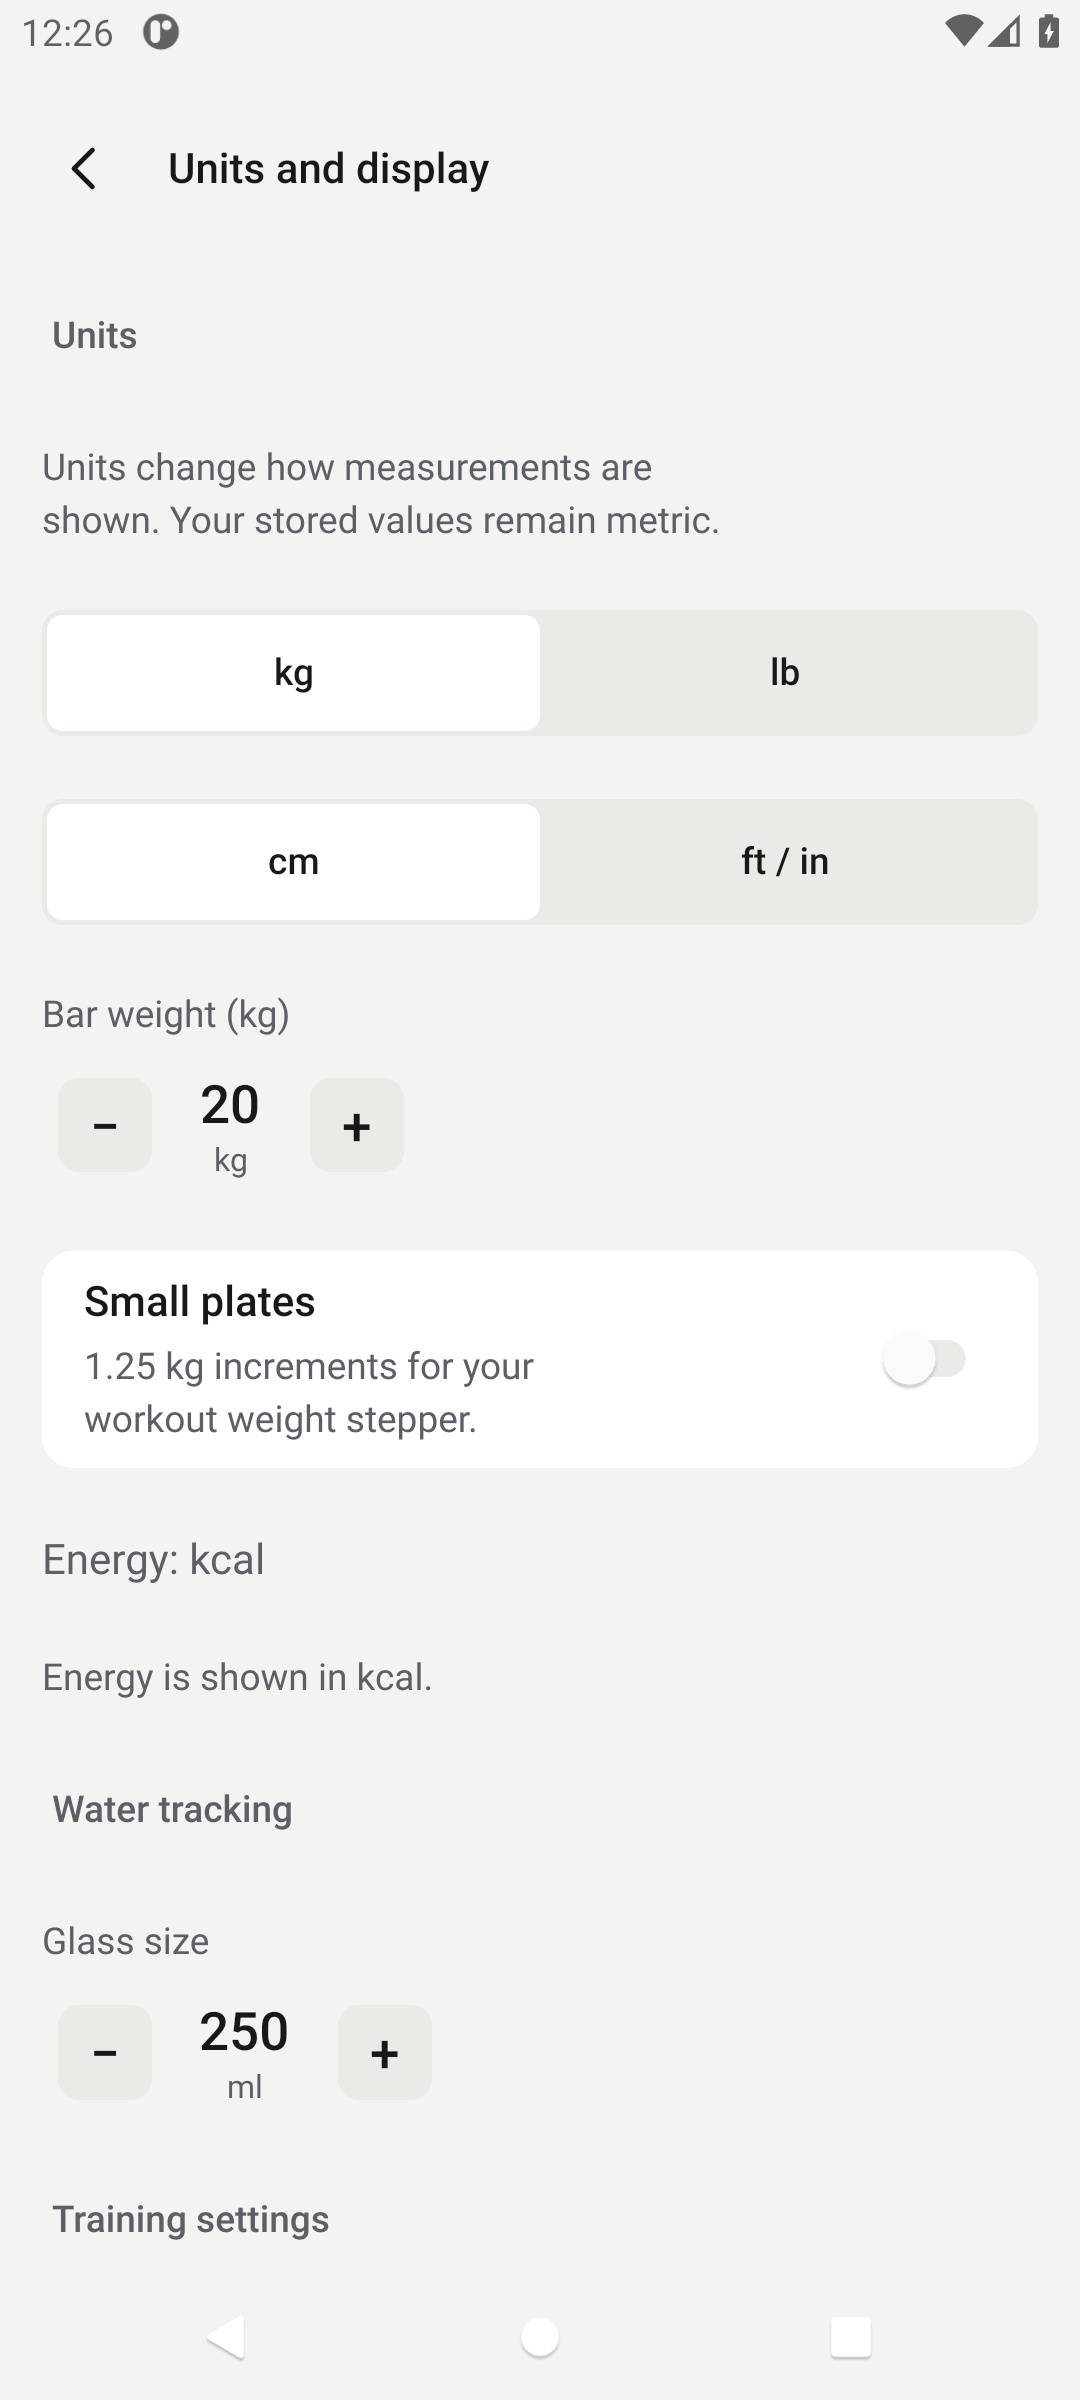 12:26
Units and display
Units
Units change how measurements are
shown. Your stored values remain metric.
kg
lb
cm
ft / in
Bar weight (kg)
−
20
kg
+
Small plates
1.25 kg increments for your
workout weight stepper.
Energy: kcal
Energy is shown in kcal.
Water tracking
Glass size
−
250
ml
+
Training settings